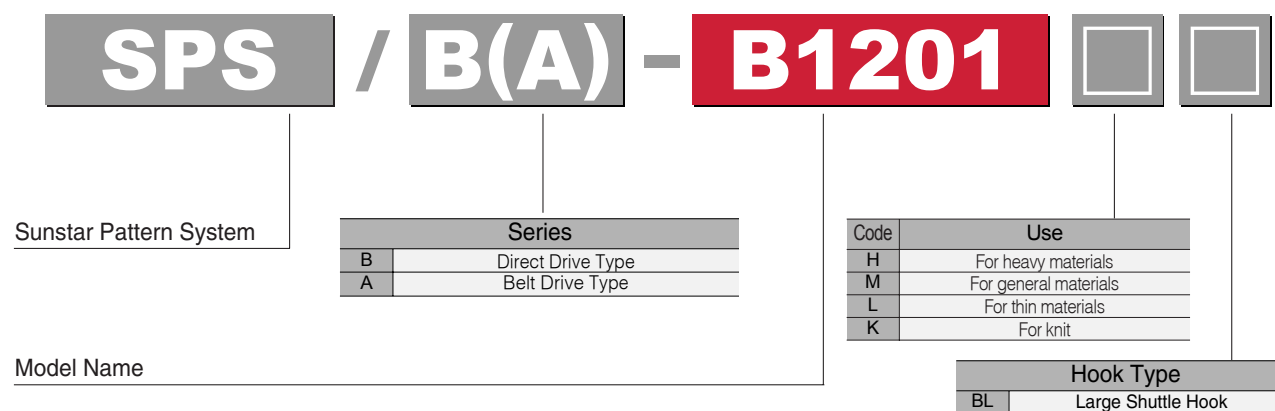 SPS / B(A) - B1201 □ □
Sunstar Pattern System
Series
B Direct Drive Type
A Belt Drive Type
Code Use
H For heavy materials
M For general materials
L For thin materials
K For knit
Model Name
Hook Type
BL Large Shuttle Hook